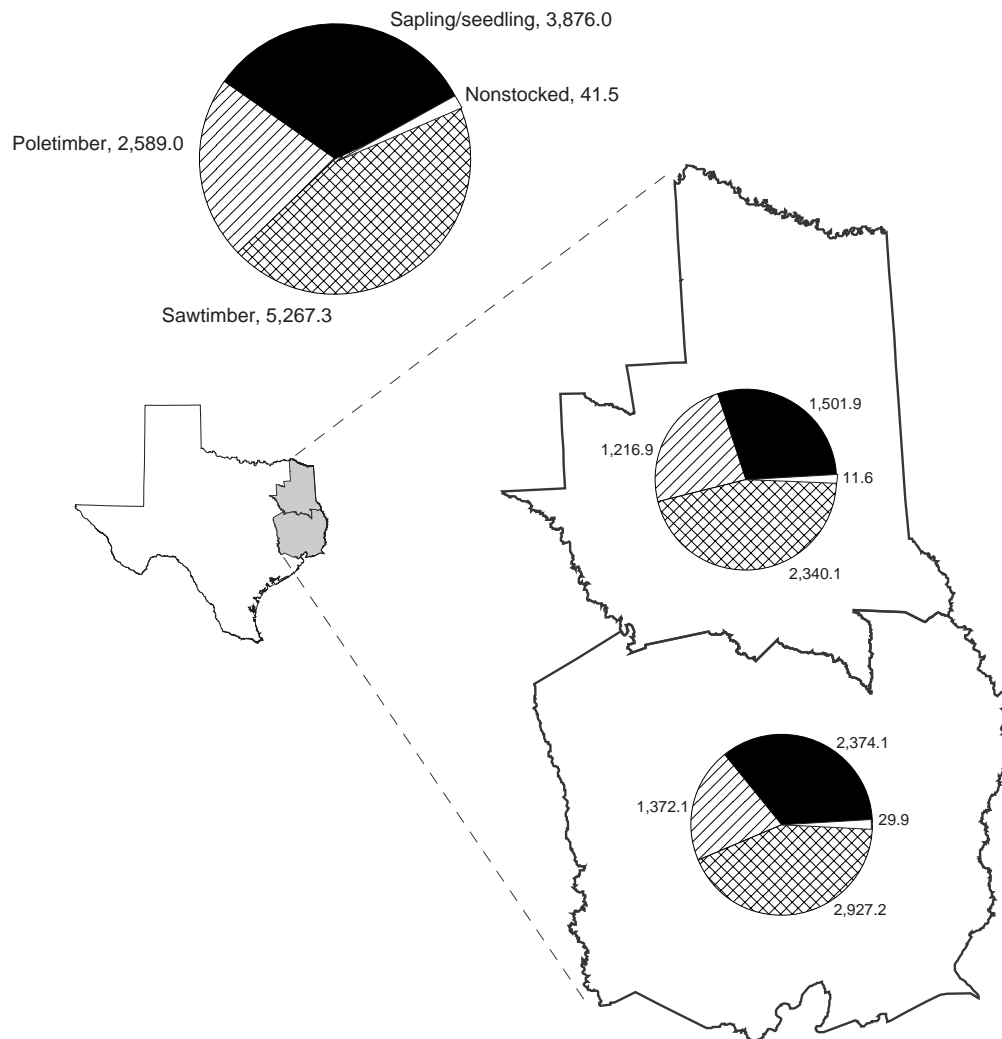 Sapling/seedling, 3,876.0
Nonstocked, 41.5
Poletimber, 2,589.0
Sawtimber, 5,267.3
1,501.9
1,216.9
11.6
2,340.1
2,374.1
1,372.1
29.9
2,927.2